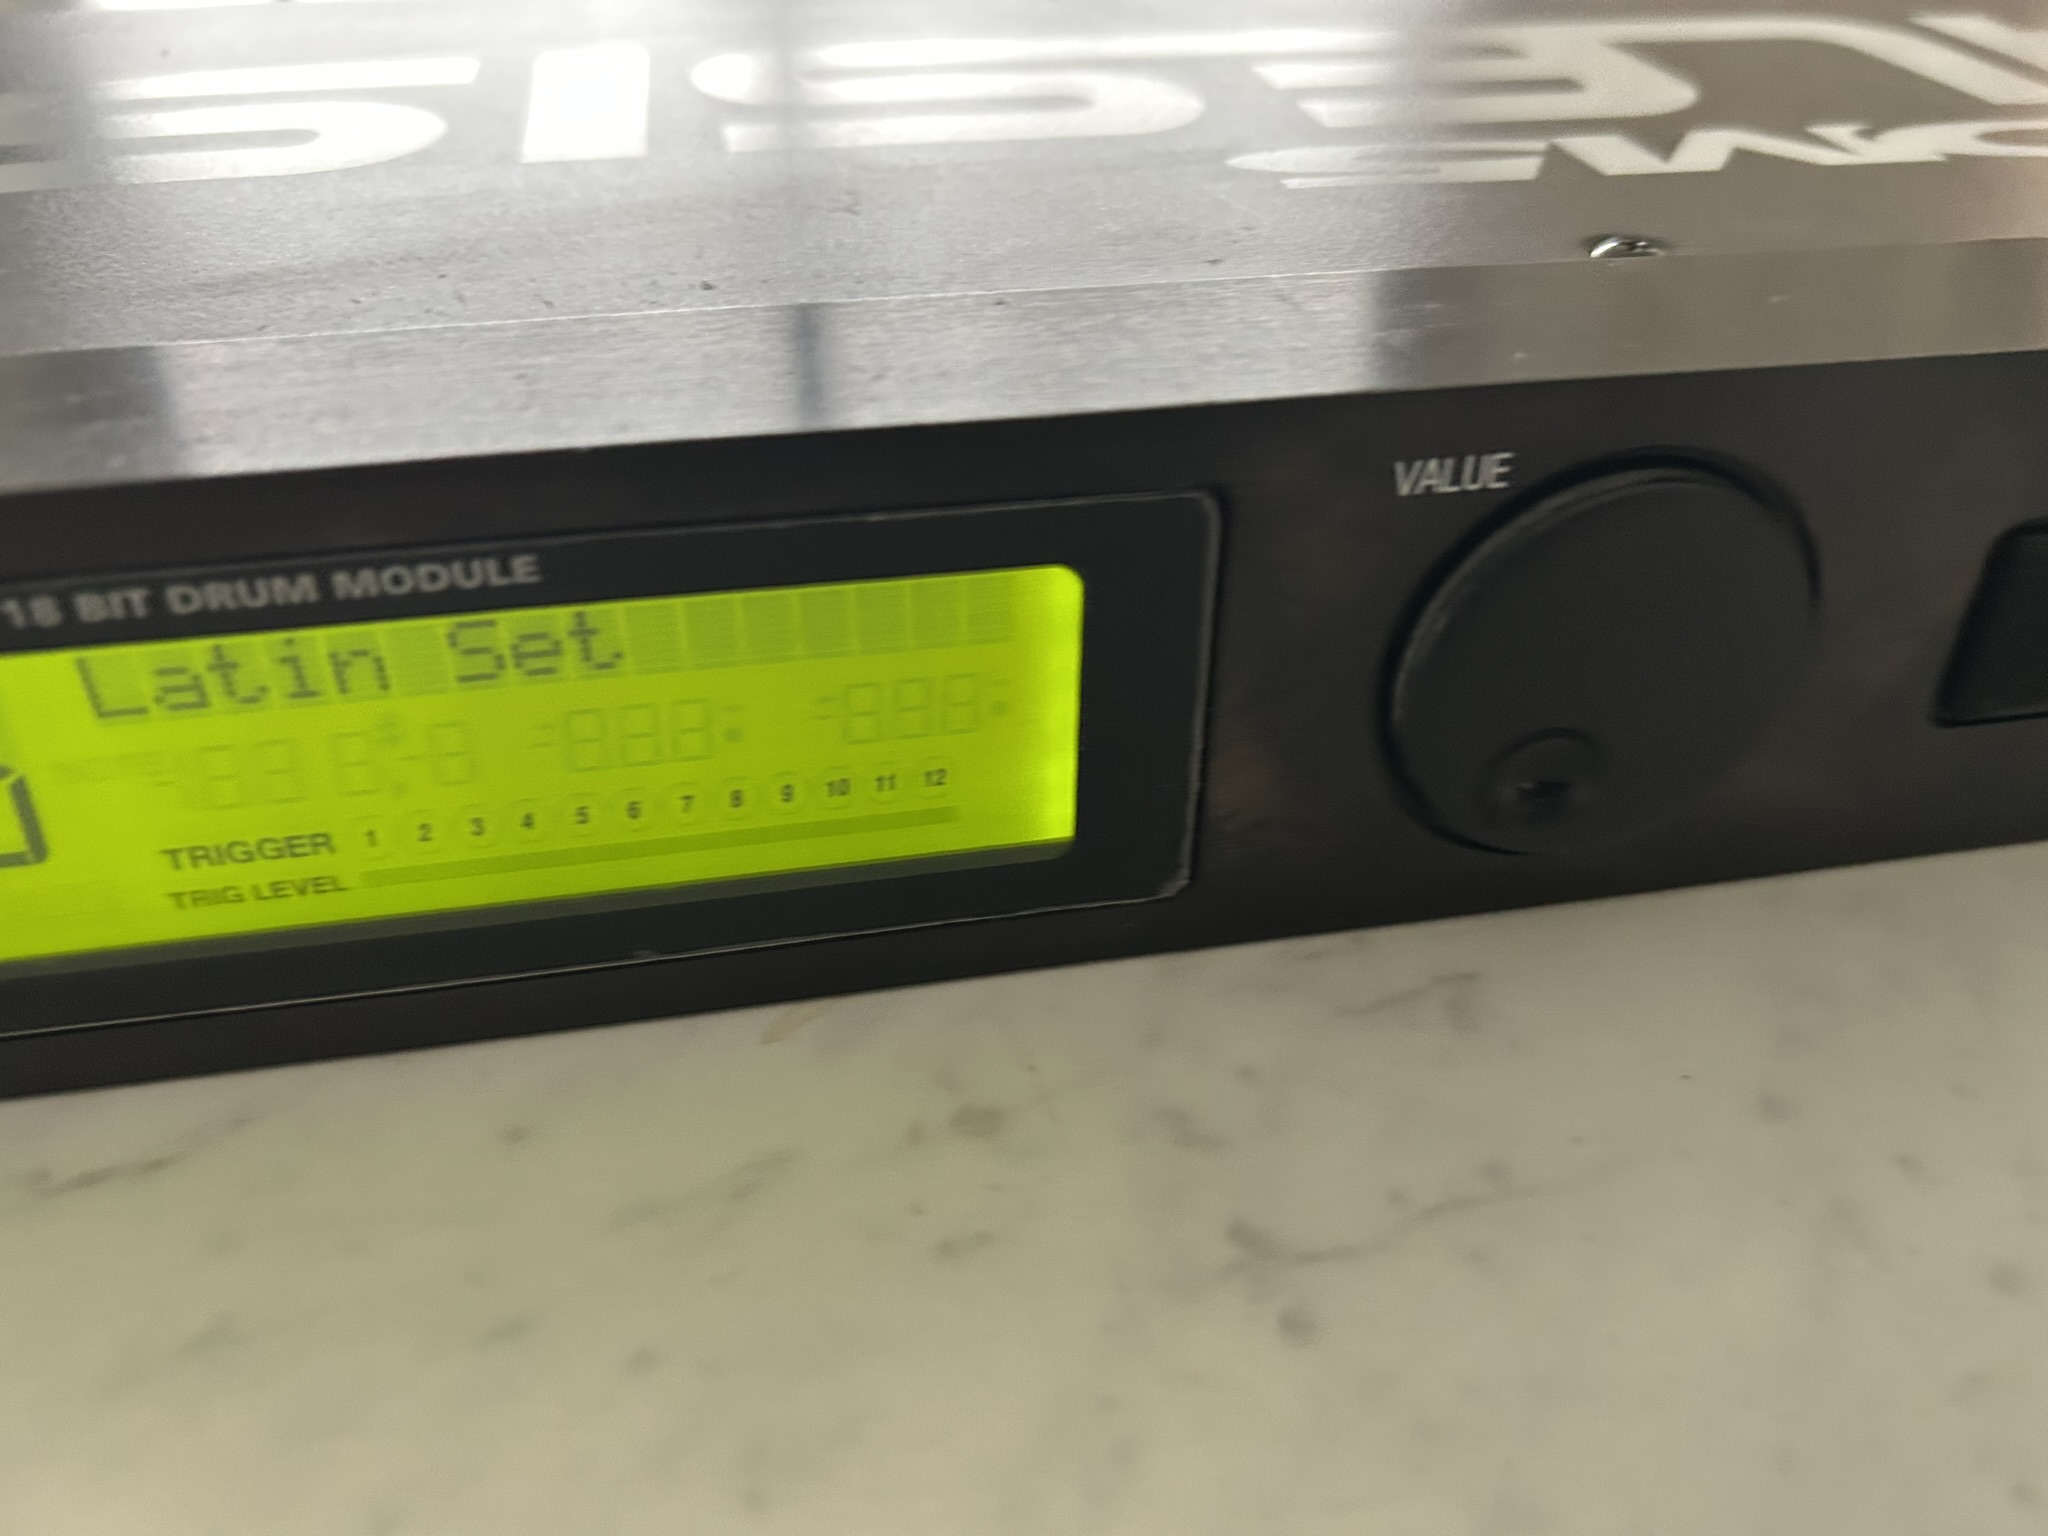 18 BIT DRUM MODULE
VALUE
Latin Set
TRIGGER 1 2 3 4 5 6 7 8 9 10 11 12
TRIG LEVEL